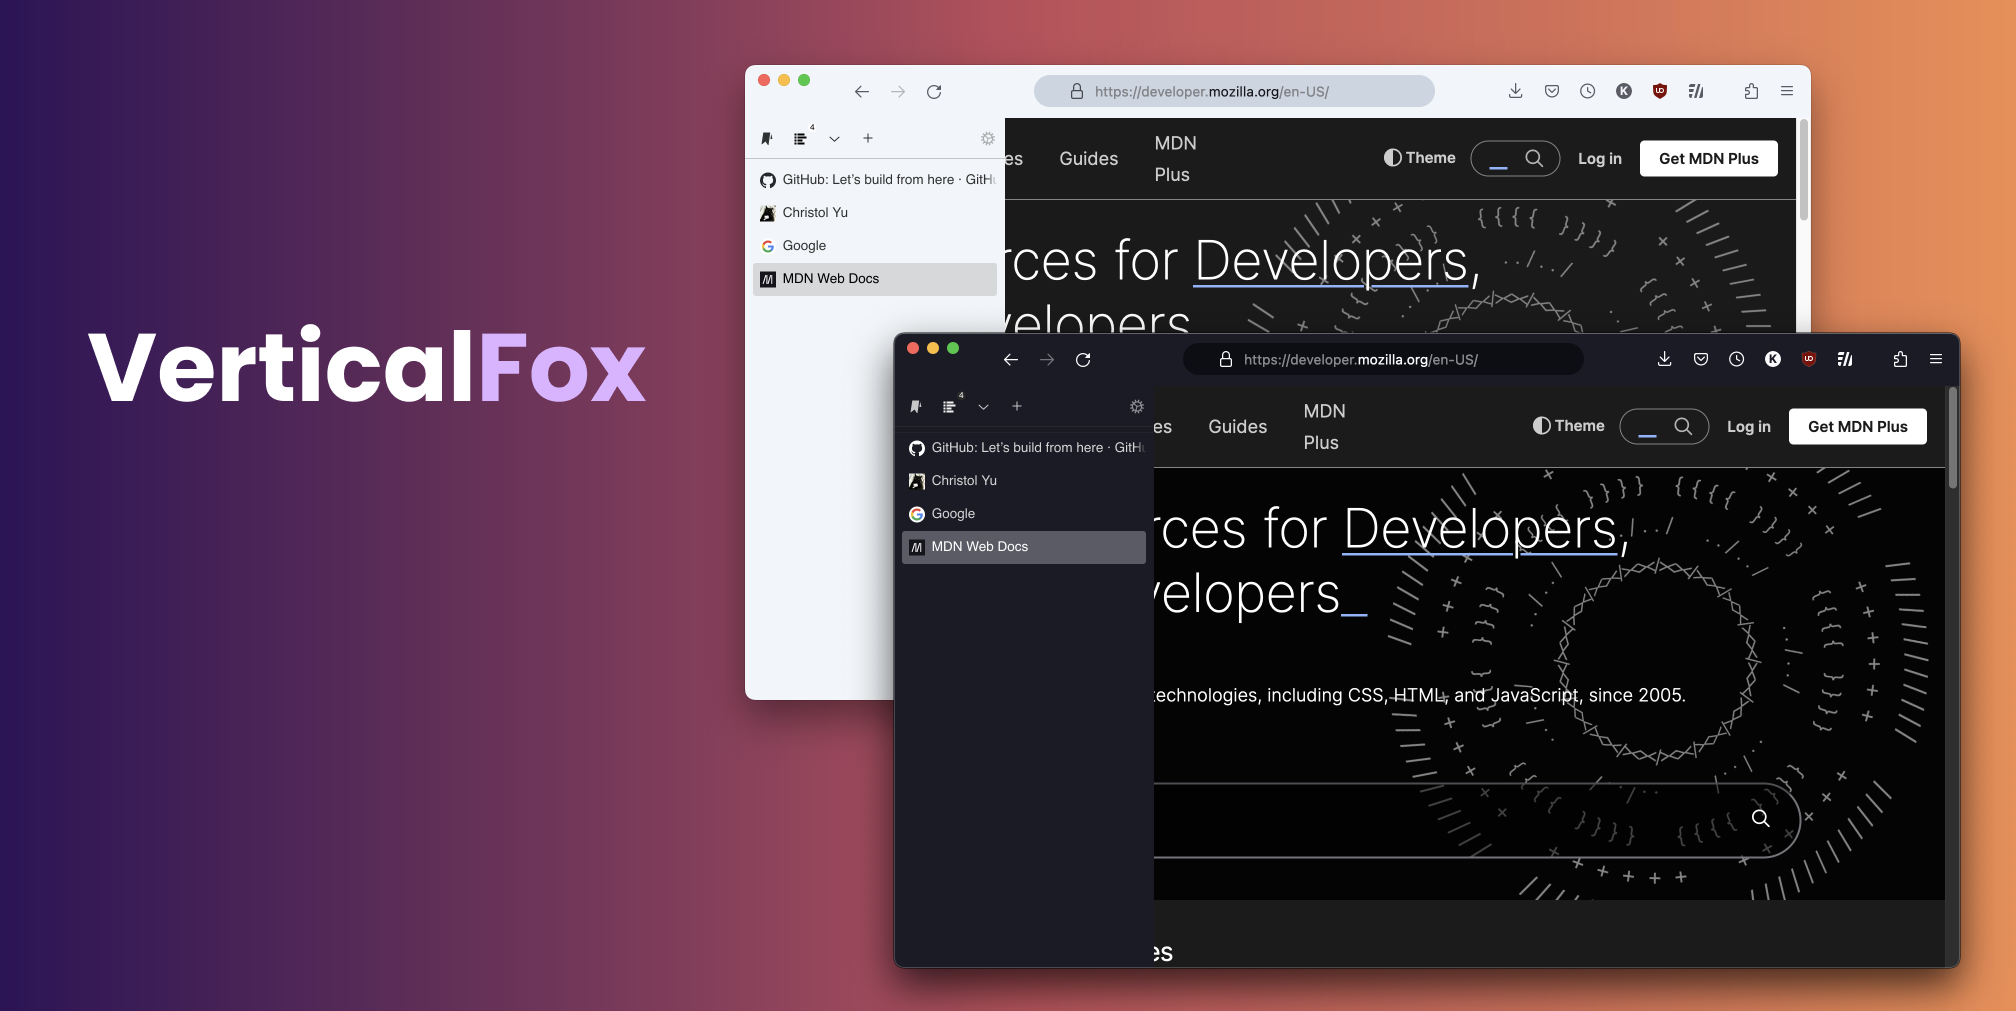 VerticalFox
https://developer.mozilla.org/en-US/
4
GitHub: Let's build from here · GitH
Christol Yu
Google
MDN Web Docs
es
Guides
MDN
Plus
Theme
Log in
Get MDN Plus
rces for Developers,
velopers
https://developer.mozilla.org/en-US/
4
GitHub: Let's build from here · GitH
Christol Yu
Google
MDN Web Docs
es
Guides
MDN
Plus
Theme
Log in
Get MDN Plus
rces for Developers,
velopers_
technologies, including CSS, HTML, and JavaScript, since 2005.
es